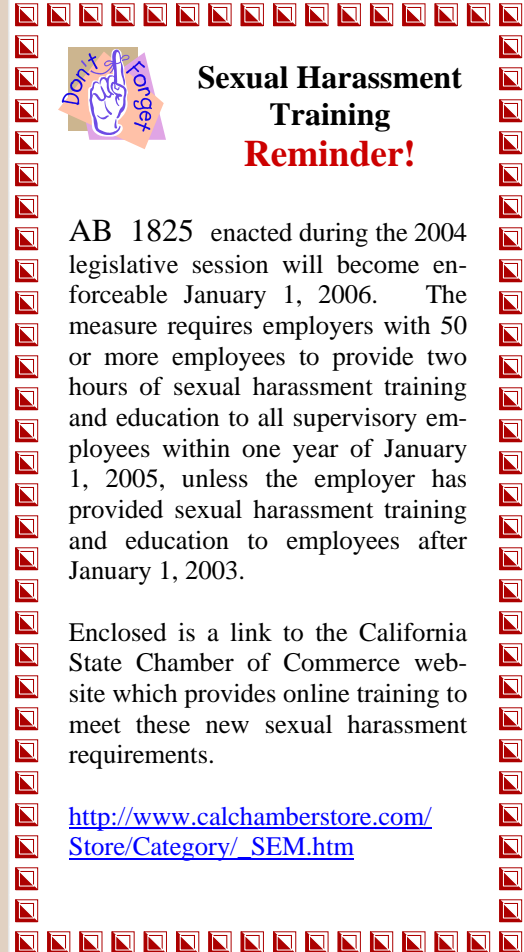 Don't Forget
Sexual Harassment
Training
Reminder!
AB 1825 enacted during the 2004
legislative session will become en-
forceable January 1, 2006. The
measure requires employers with 50
or more employees to provide two
hours of sexual harassment training
and education to all supervisory em-
ployees within one year of January
1, 2005, unless the employer has
provided sexual harassment training
and education to employees after
January 1, 2003.
Enclosed is a link to the California
State Chamber of Commerce web-
site which provides online training to
meet these new sexual harassment
requirements.
http://www.calchamberstore.com/
Store/Category/_SEM.htm